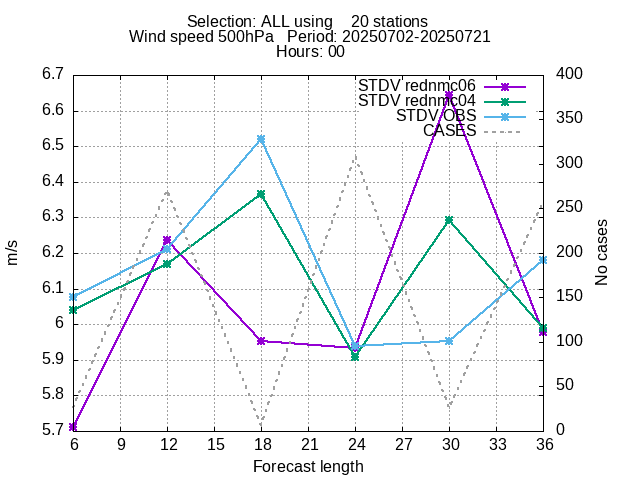 Selection: ALL using 20 stations
Wind speed 500hPa Period: 20250702-20250721
Hours: 00
STDV rednmc06
STDV rednmc04
STDV OBS
CASES
6.7
6.6
6.5
6.4
6.3
6.2
6.1
6
5.9
5.8
5.7
m/s
400
350
300
250
200
150
100
50
0
No cases
6 9 12 15 18 21 24 27 30 33 36
Forecast length